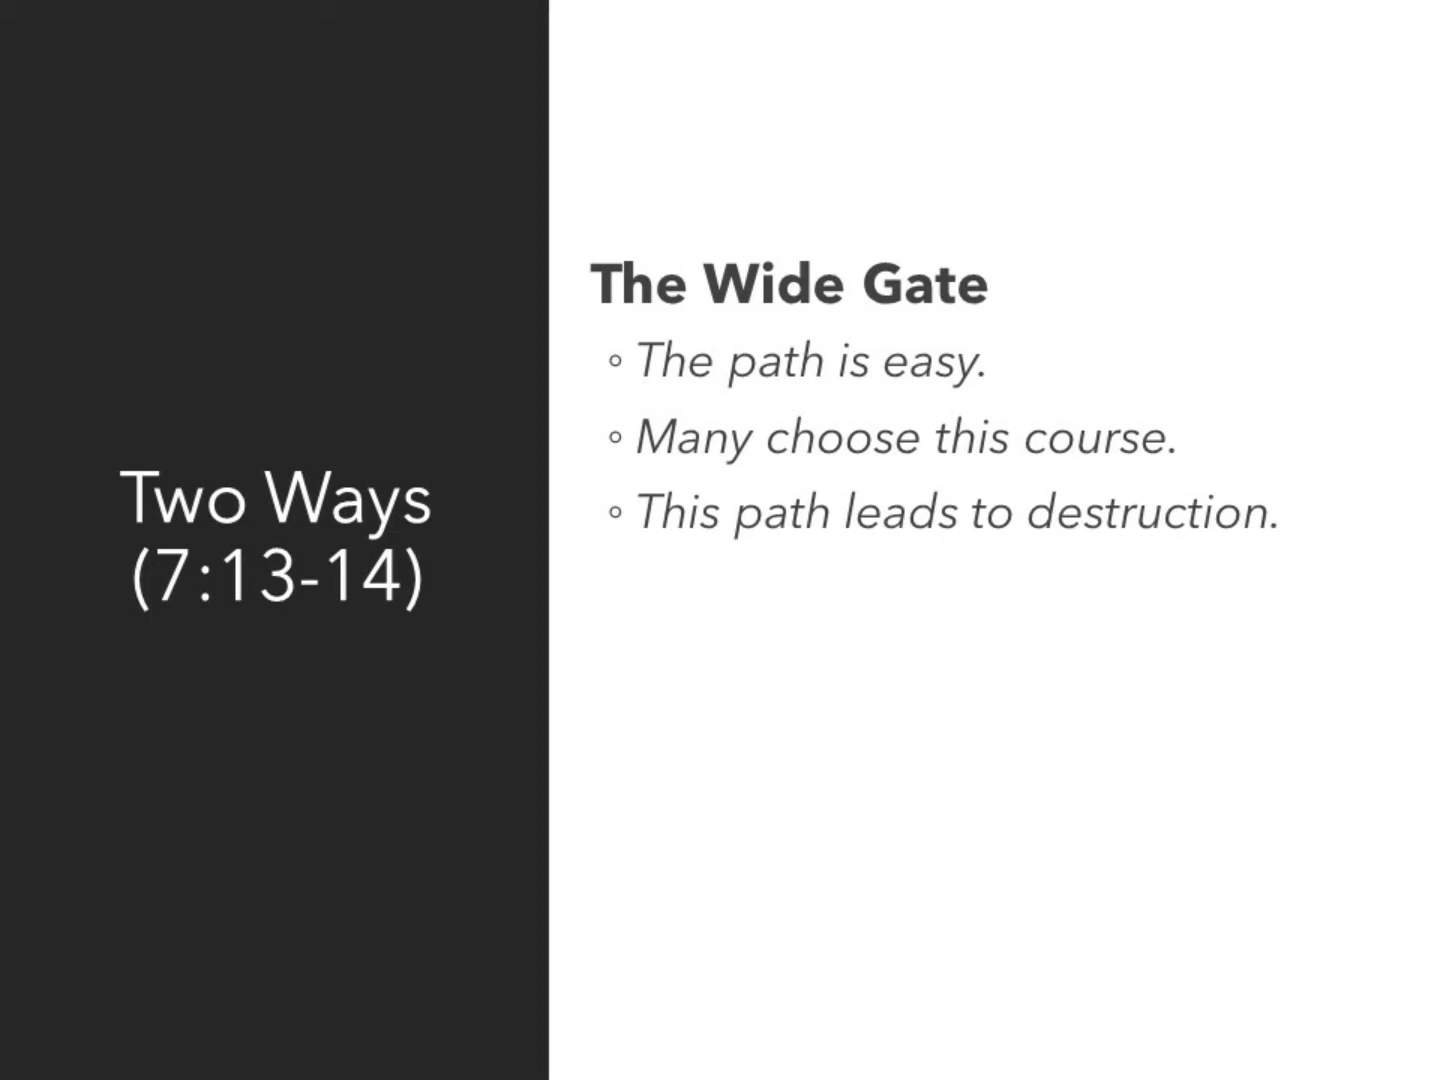 Two Ways
(7:13-14)
The Wide Gate
◦ The path is easy.
◦ Many choose this course.
◦ This path leads to destruction.